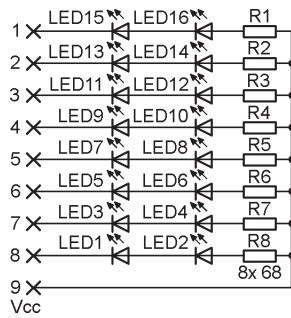 1 LED15 LED16 R1
2 LED13 LED14 R2
3 LED11 LED12 R3
4 LED9 LED10 R4
5 LED7 LED8 R5
6 LED5 LED6 R6
7 LED3 LED4 R7
8 LED1 LED2 R8
8x 68
9
Vcc